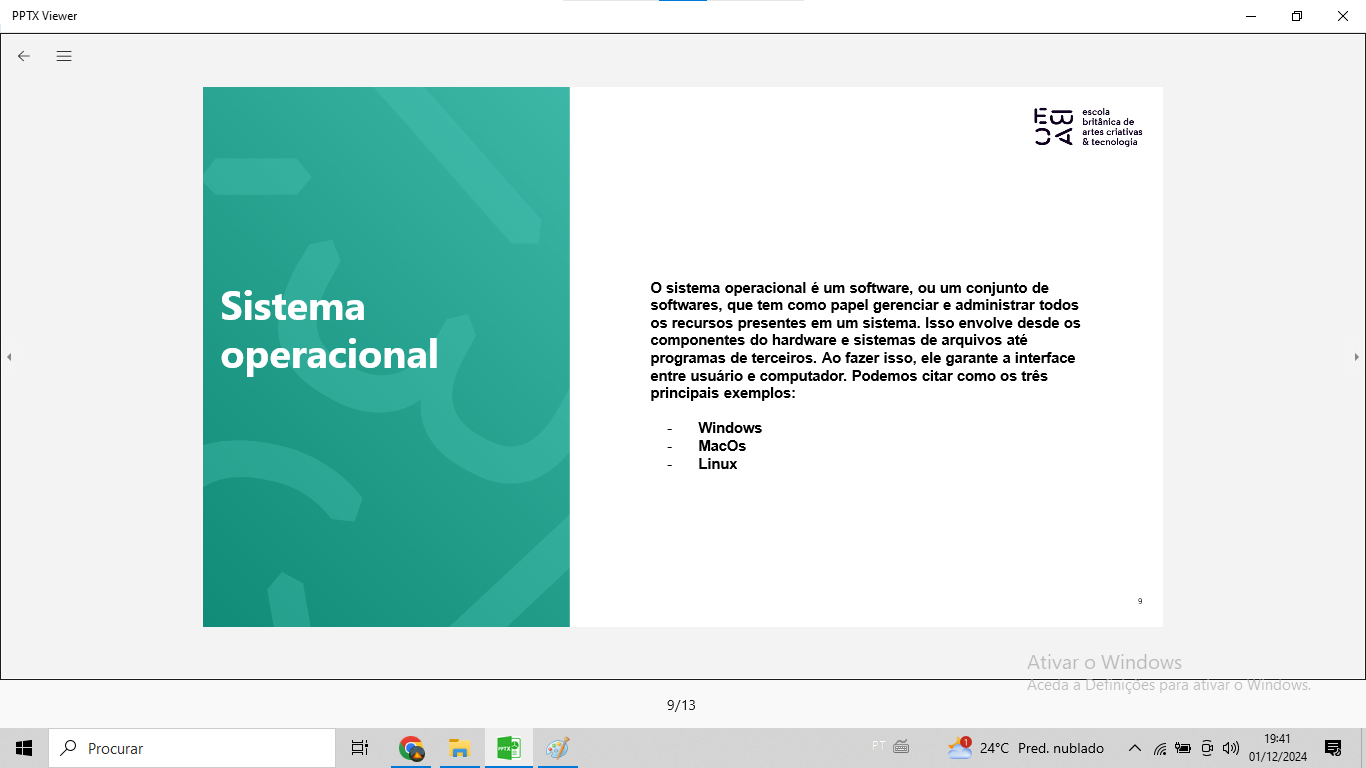 PPTX Viewer
escola
britânica de
artes criativas
& tecnologia
Sistema
operacional
O sistema operacional é um software, ou um conjunto de
softwares, que tem como papel gerenciar e administrar todos
os recursos presentes em um sistema. Isso envolve desde os
componentes do hardware e sistemas de arquivos até
programas de terceiros. Ao fazer isso, ele garante a interface
entre usuário e computador. Podemos citar como os três
principais exemplos:
- Windows
- MacOs
- Linux
9
Ativar o Windows
Aceda a Definições para ativar o Windows.
9/13
Procurar
PPTX
PT
1
24°C Pred. nublado
19:41
01/12/2024